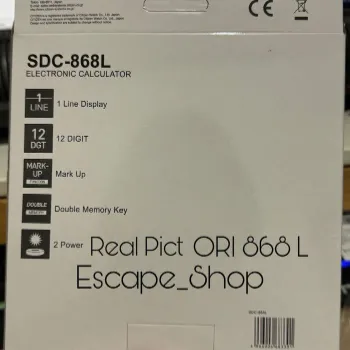 SDC-868L
ELECTRONIC CALCULATOR
1
LINE
1 Line Display
12
DGT
12 DIGIT
MARK-
UP
Mark Up
DOUBLE
Double Memory Key
2 Power
Real Pict ORI 868 L
Escape_Shop